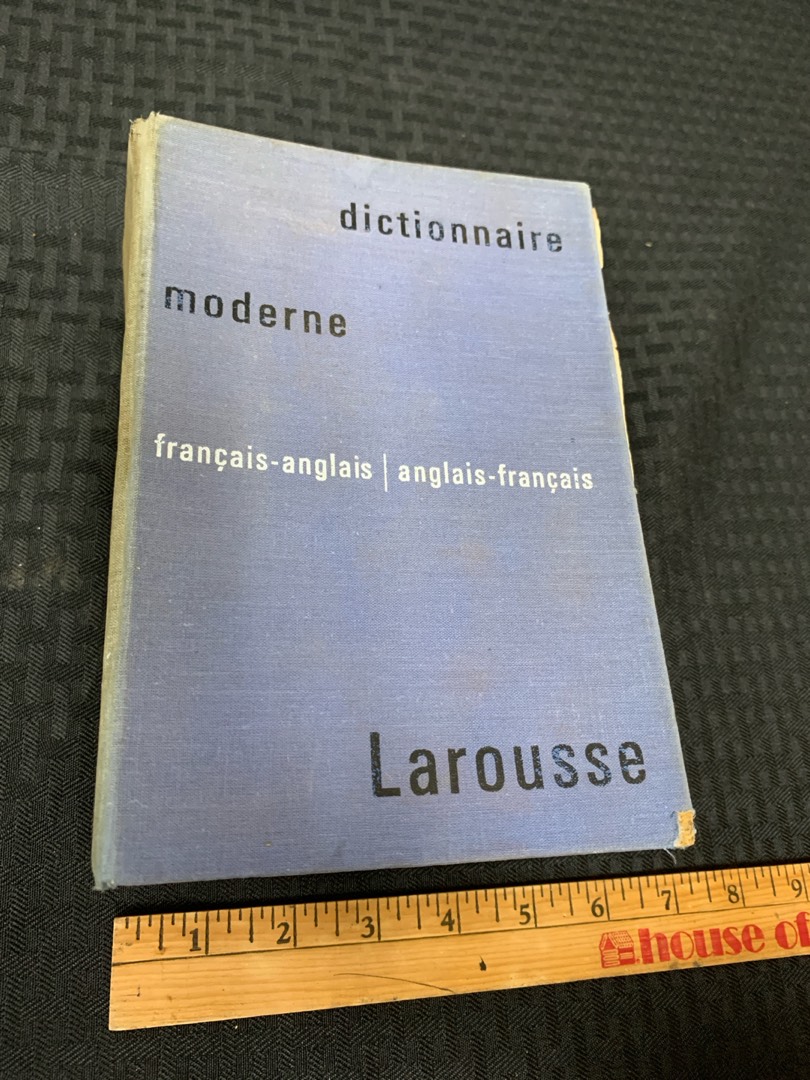 dictionnaire
moderne
français-anglais | anglais-français
Larousse
1 2 3 4 5 6 7 8 9
house of